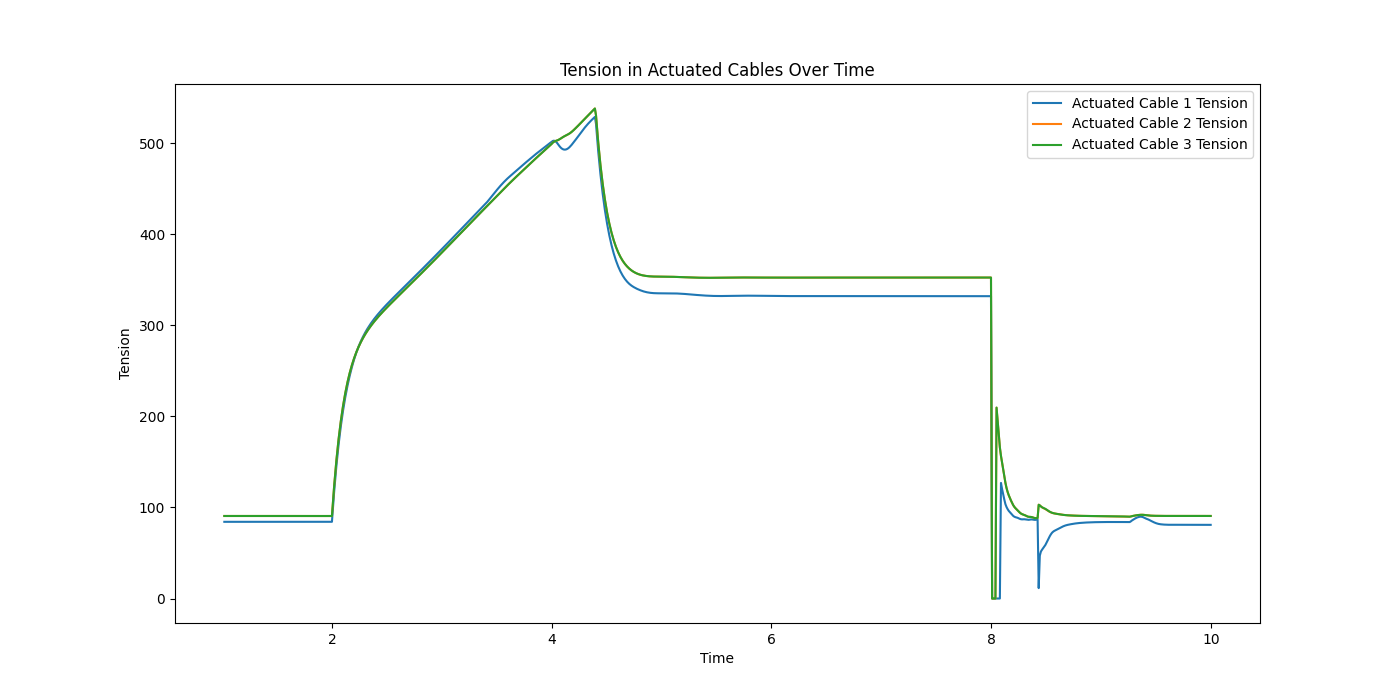 Tension in Actuated Cables Over Time
Actuated Cable 1 Tension
Actuated Cable 2 Tension
Actuated Cable 3 Tension
Tension
500
400
300
200
100
0
2
4
6
8
10
Time